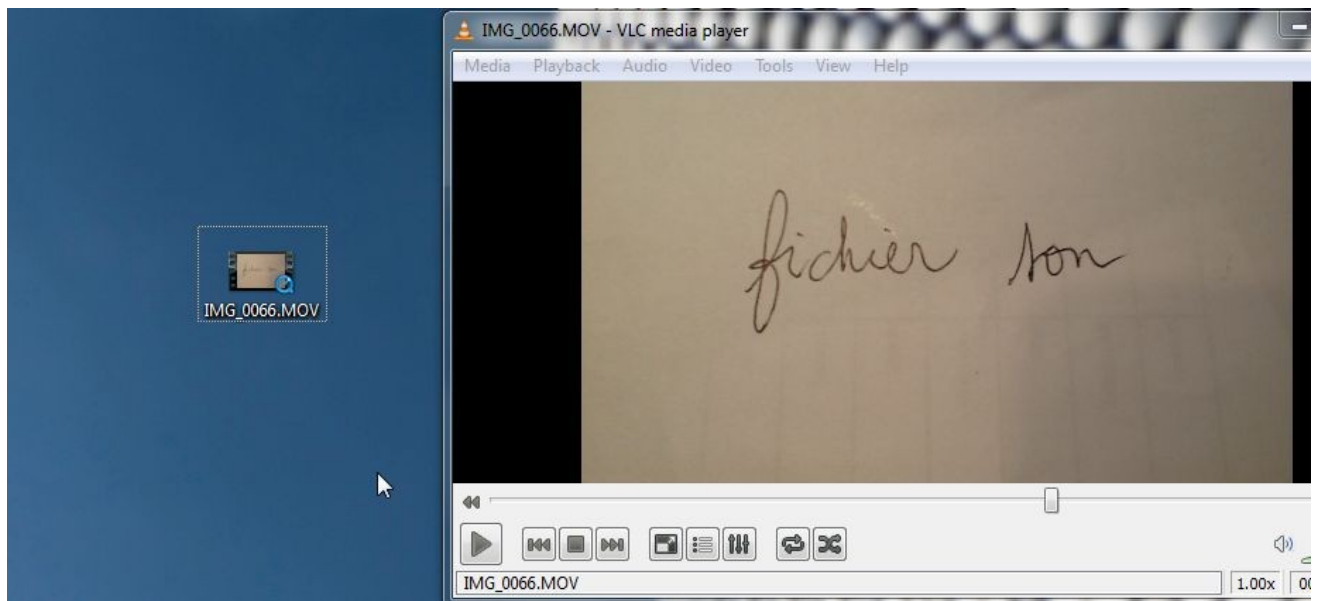 IMG_0066.MOV - VLC media player
Media Playback Audio Video Tools View Help
fichier son
IMG_0066.MOV
IMG_0066.MOV
1.00x